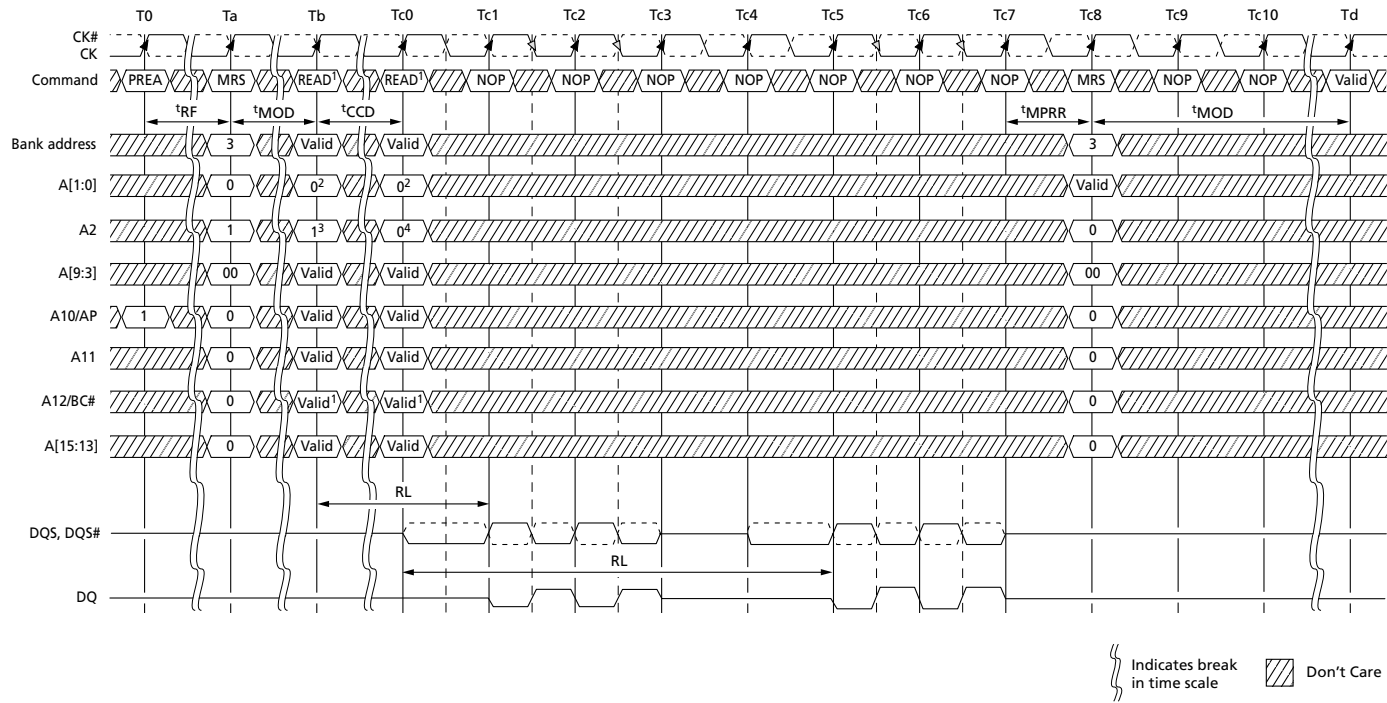 T0 Ta Tb Tc0 Tc1 Tc2 Tc3 Tc4 Tc5 Tc6 Tc7 Tc8 Tc9 Tc10 Td
CK#
CK
Command PREA MRS READ1 READ1 NOP NOP NOP NOP NOP NOP NOP MRS NOP NOP Valid
tRF tMOD tCCD tMPRR tMOD
Bank address 3 Valid Valid 3
A[1:0] 0 0² 0² Valid
A2 1 1³ 0⁴ 0
A[9:3] 00 Valid Valid 00
A10/AP 1 0 Valid Valid 0
A11 0 Valid Valid 0
A12/BC# 0 Valid1 Valid1 0
A[15:13] 0 Valid Valid 0
RL
DQS, DQS#
RL
DQ
Indicates break
in time scale
Don't Care